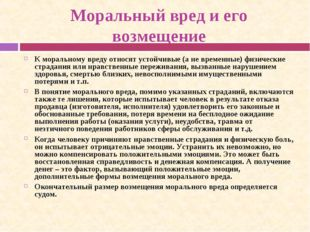 Моральный вред и его
возмещение
К моральному вреду относят устойчивые (а не временные) физические
страдания или нравственные переживания, вызванные нарушением
здоровья, смертью близких, невосполнимыми имущественными
потерями и т.п.
В понятие морального вреда, помимо указанных страданий, включаются
также те лишения, которые испытывает человек в результате отказа
продавца (изготовителя, исполнителя) удовлетворить его законные и
обоснованные требования, потеря времени на бесплодное ожидание
выполнения работы (оказания услуги), неудобства, травма от
неэтичного поведения работников сферы обслуживания и т.д.
Когда человеку причиняют нравственные страдания и физическую боль,
он испытывает отрицательные эмоции. Устранить их невозможно, но
можно компенсировать положительными эмоциями. Это может быть
восстановленная справедливость и денежная компенсация. А получение
денег – это фактор, вызывающий положительные эмоции,
дополнительные формы возмещения морального вреда.
Окончательный размер возмещения морального вреда определяется
судом.